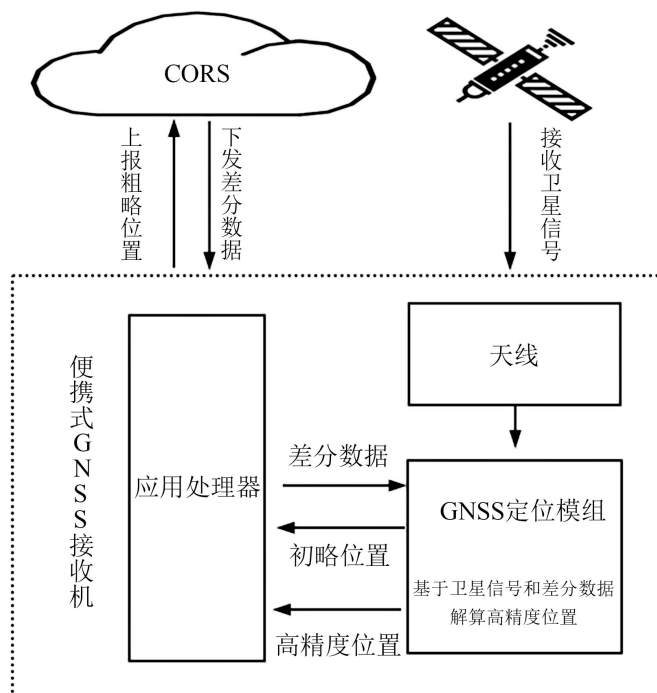 CORS
上报粗略位置
下发差分数据
接收卫星信号
便携式GNSS接收机
天线
应用处理器
差分数据
初略位置
高精度位置
GNSS定位模组
基于卫星信号和差分数据
解算高精度位置